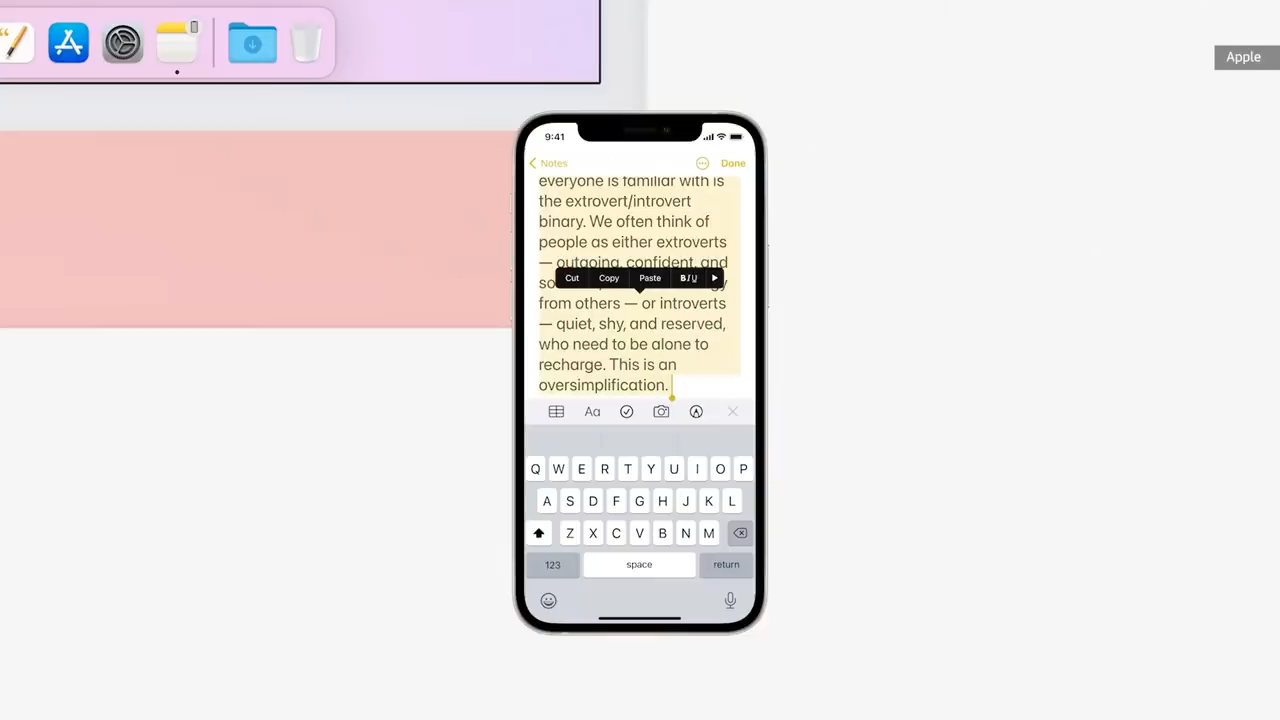 Apple
9:41
Notes
Done
everyone is familiar with is
the extrovert/introvert
binary. We often think of
people as either extroverts
— outgoing, confident, and
so
Cut Copy Paste BIU
from others — or introverts
— quiet, shy, and reserved,
who need to be alone to
recharge. This is an
oversimplification.
Aa
Q W E R T Y U I O P
A S D F G H J K L
Z X C V B N M
123 space return